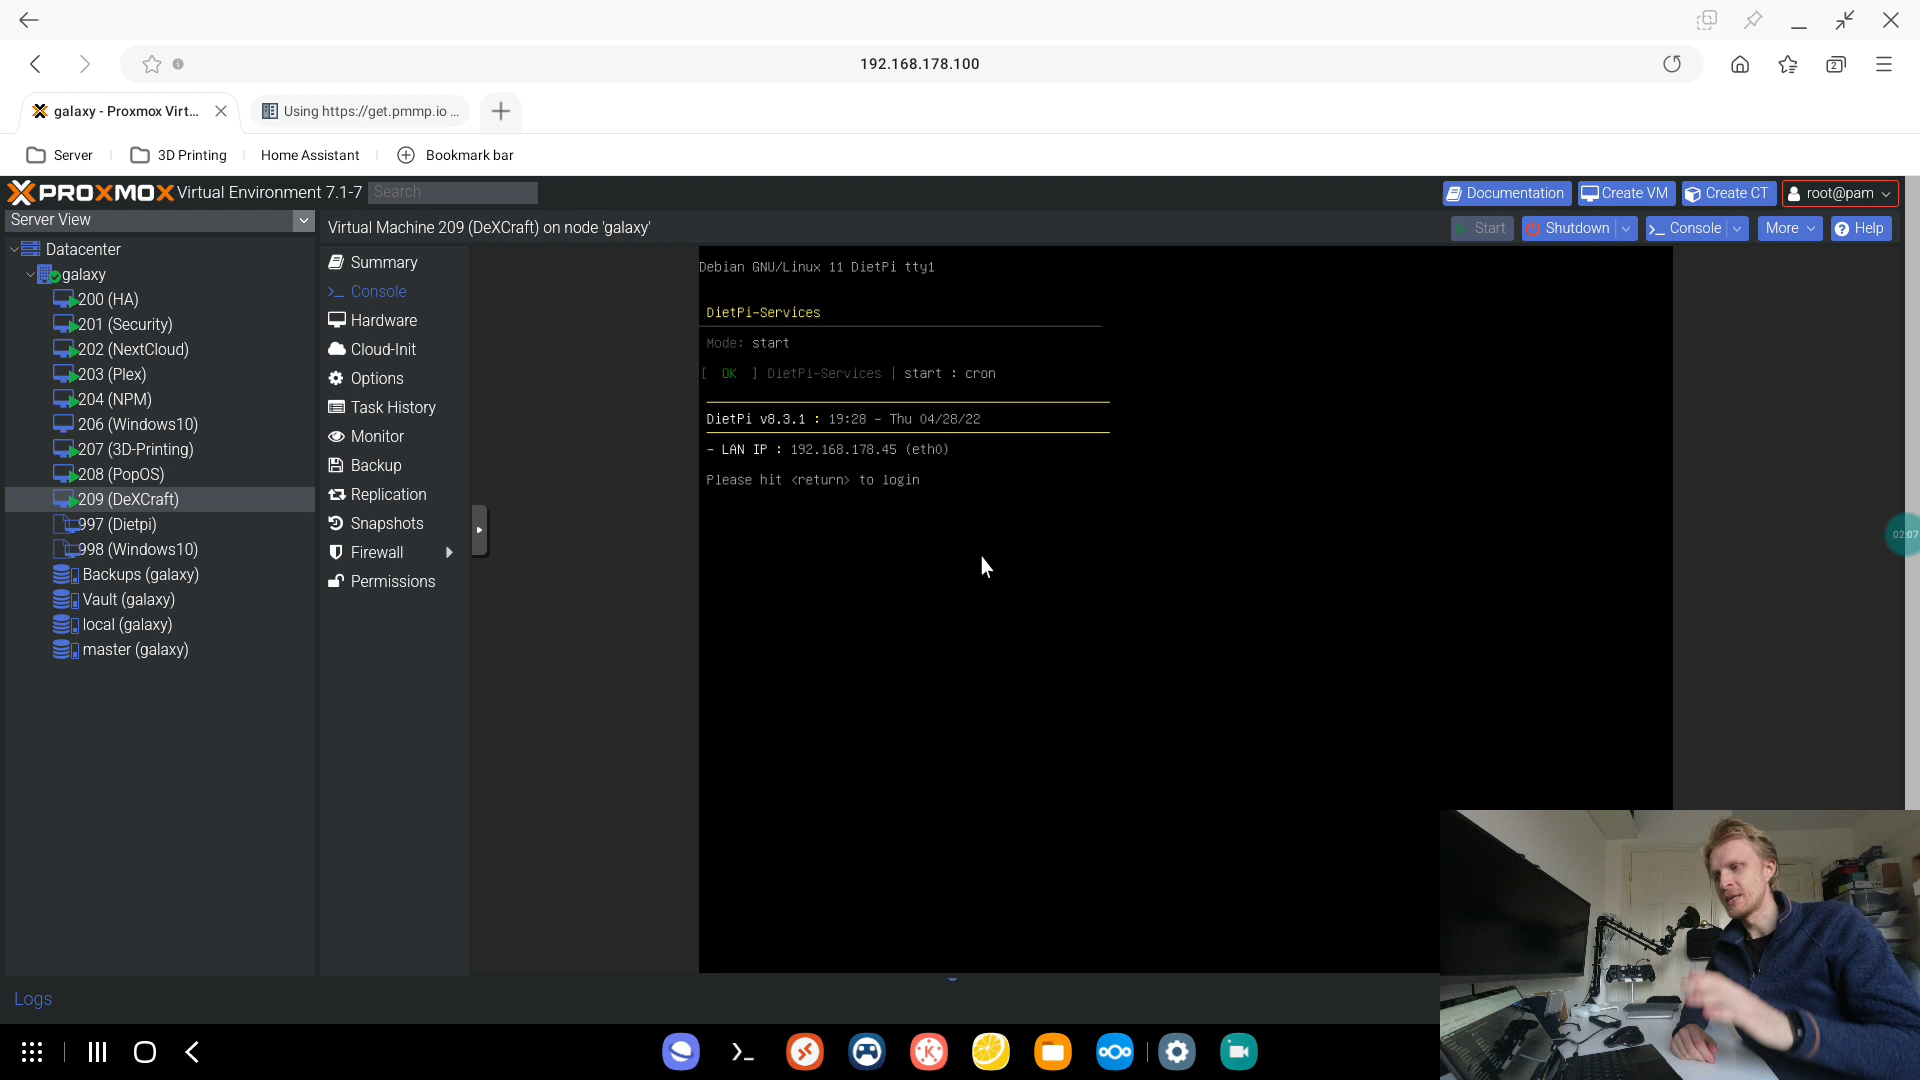 192.168.178.100
2
galaxy - Proxmox Virt...
Using https://get.pmmp.io ...
Server
3D Printing
Home Assistant
Bookmark bar
PROXMOX Virtual Environment 7.1-7
Search
Documentation
Create VM
Create CT
root@pam
Server View
Virtual Machine 209 (DeXCraft) on node 'galaxy'
Start
Shutdown
Console
More
Help
Datacenter
galaxy
200 (HA)
201 (Security)
202 (NextCloud)
203 (Plex)
204 (NPM)
206 (Windows10)
207 (3D-Printing)
208 (PopOS)
209 (DeXCraft)
997 (Dietpi)
998 (Windows10)
Backups (galaxy)
Vault (galaxy)
local (galaxy)
master (galaxy)
Summary
Console
Hardware
Cloud-Init
Options
Task History
Monitor
Backup
Replication
Snapshots
Firewall
Permissions
Debian GNU/Linux 11 DietPi tty1
DietPi-Services
Mode: start
[ OK ] DietPi-Services | start : cron
DietPi v8.3.1 : 19:28 - Thu 04/28/22
- LAN IP : 192.168.178.45 (eth0)
Please hit <return> to login
02:07
Logs
K